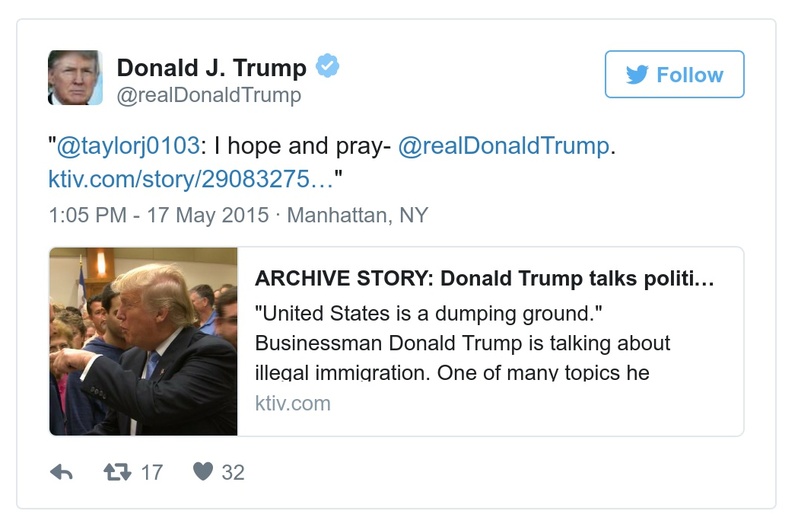 Donald J. Trump
@realDonaldTrump
Follow
"@taylorj0103: I hope and pray- @realDonaldTrump.
ktiv.com/story/29083275…"
1:05 PM - 17 May 2015 · Manhattan, NY
ARCHIVE STORY: Donald Trump talks politi…
"United States is a dumping ground."
Businessman Donald Trump is talking about
illegal immigration. One of many topics he
ktiv.com
17
32